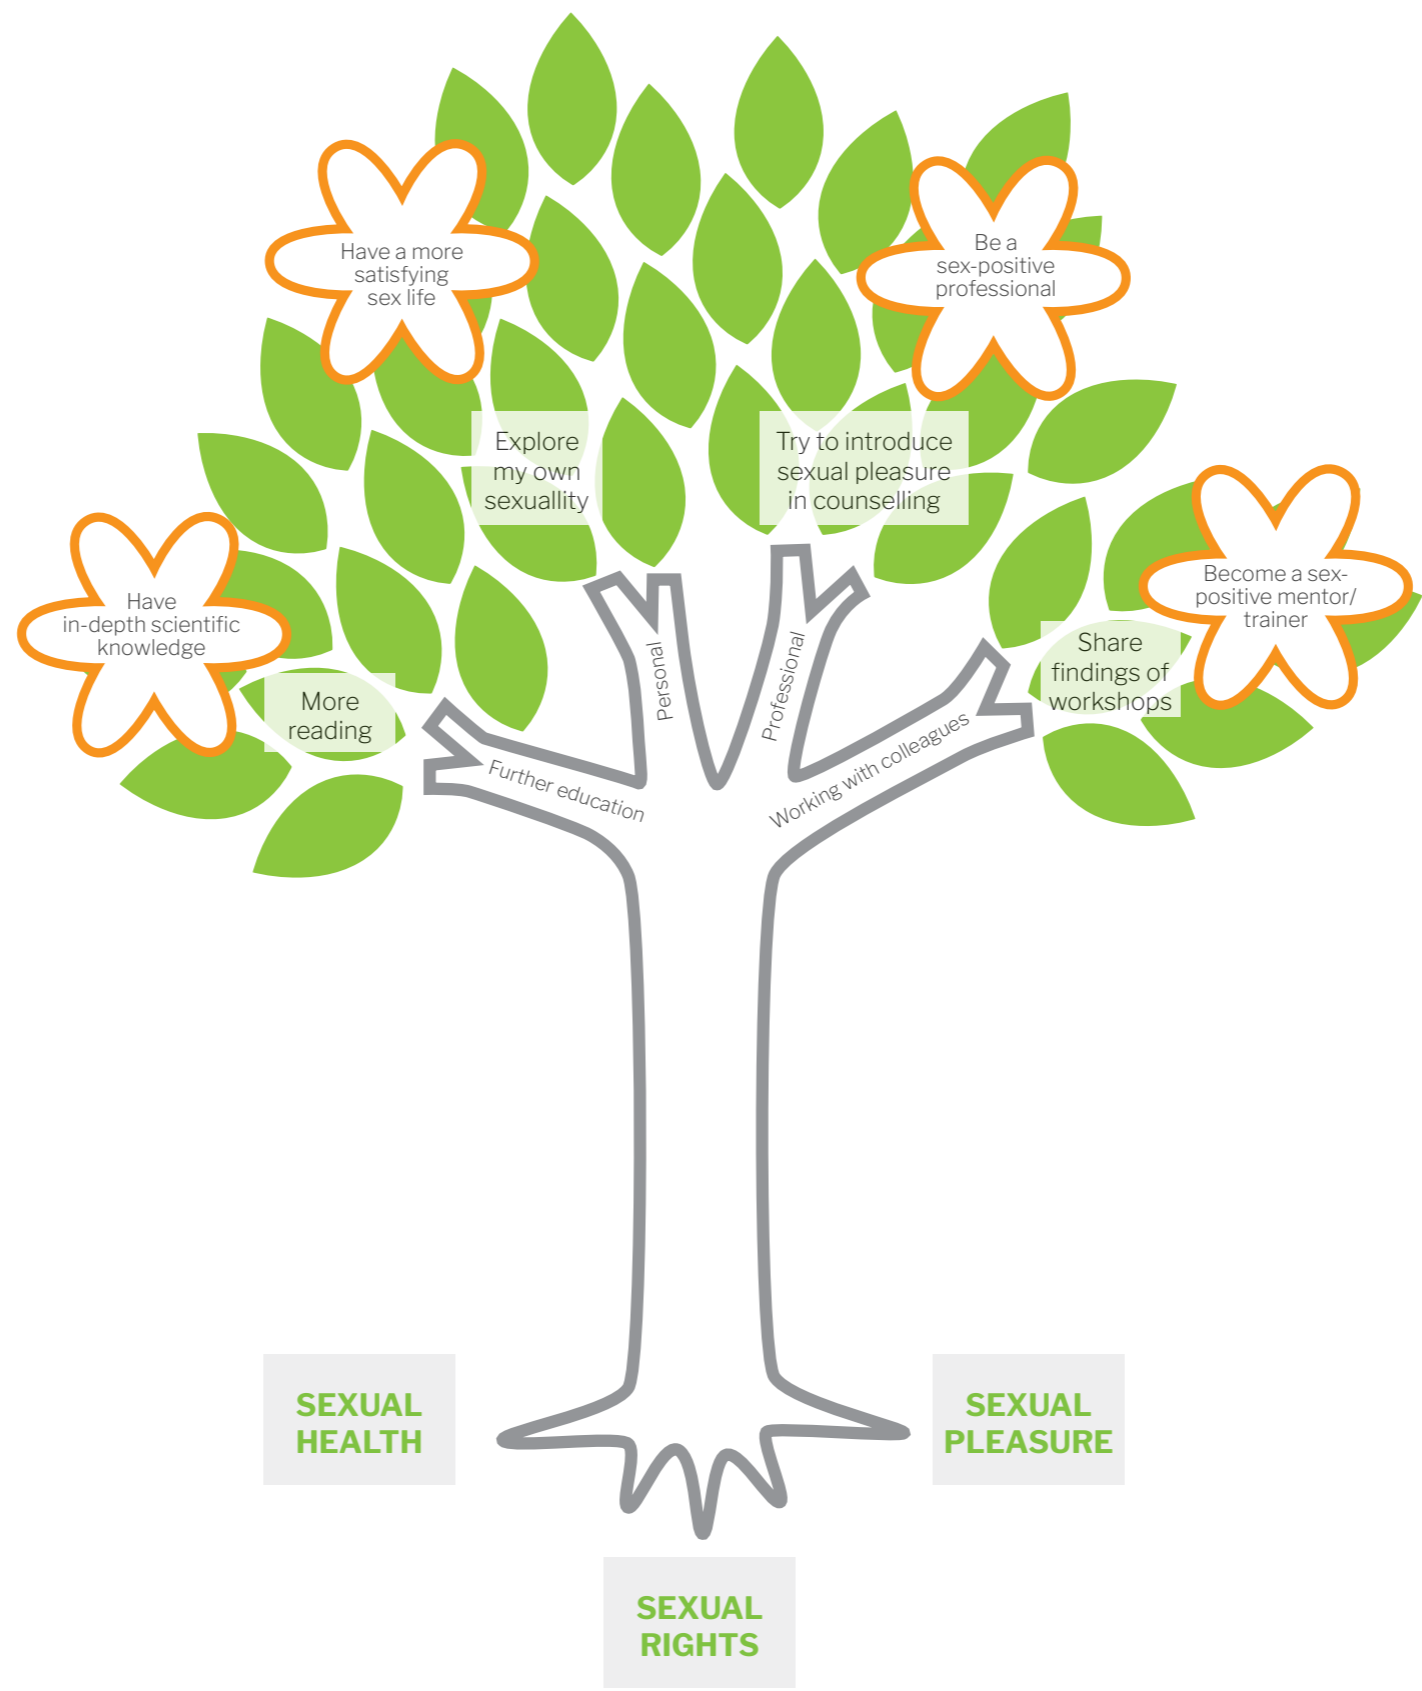 Have a more
satisfying
sex life
Be a
sex-positive
professional
Explore
my own
sexuallity
Try to introduce
sexual pleasure
in counselling
Have
in-depth scientific
knowledge
More
reading
Become a sex-
positive mentor/
trainer
Share
findings of
workshops
Further education
Personal
Professional
Working with colleagues
SEXUAL
HEALTH
SEXUAL
PLEASURE
SEXUAL
RIGHTS